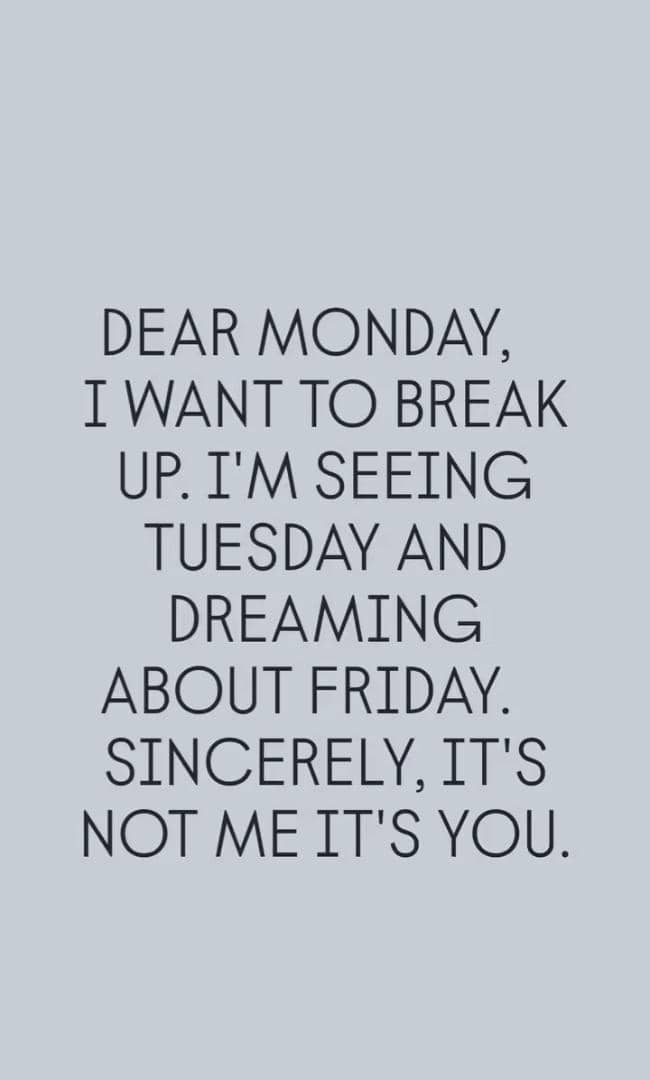 DEAR MONDAY,
I WANT TO BREAK
UP. I'M SEEING
TUESDAY AND
DREAMING
ABOUT FRIDAY.
SINCERELY, IT'S
NOT ME IT'S YOU.